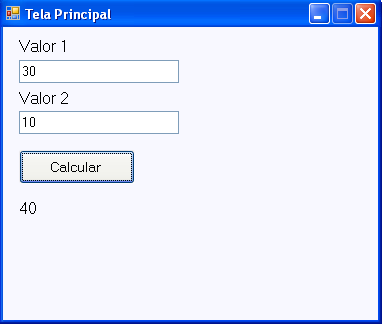 Tela Principal
Valor 1
30
Valor 2
10
Calcular
40